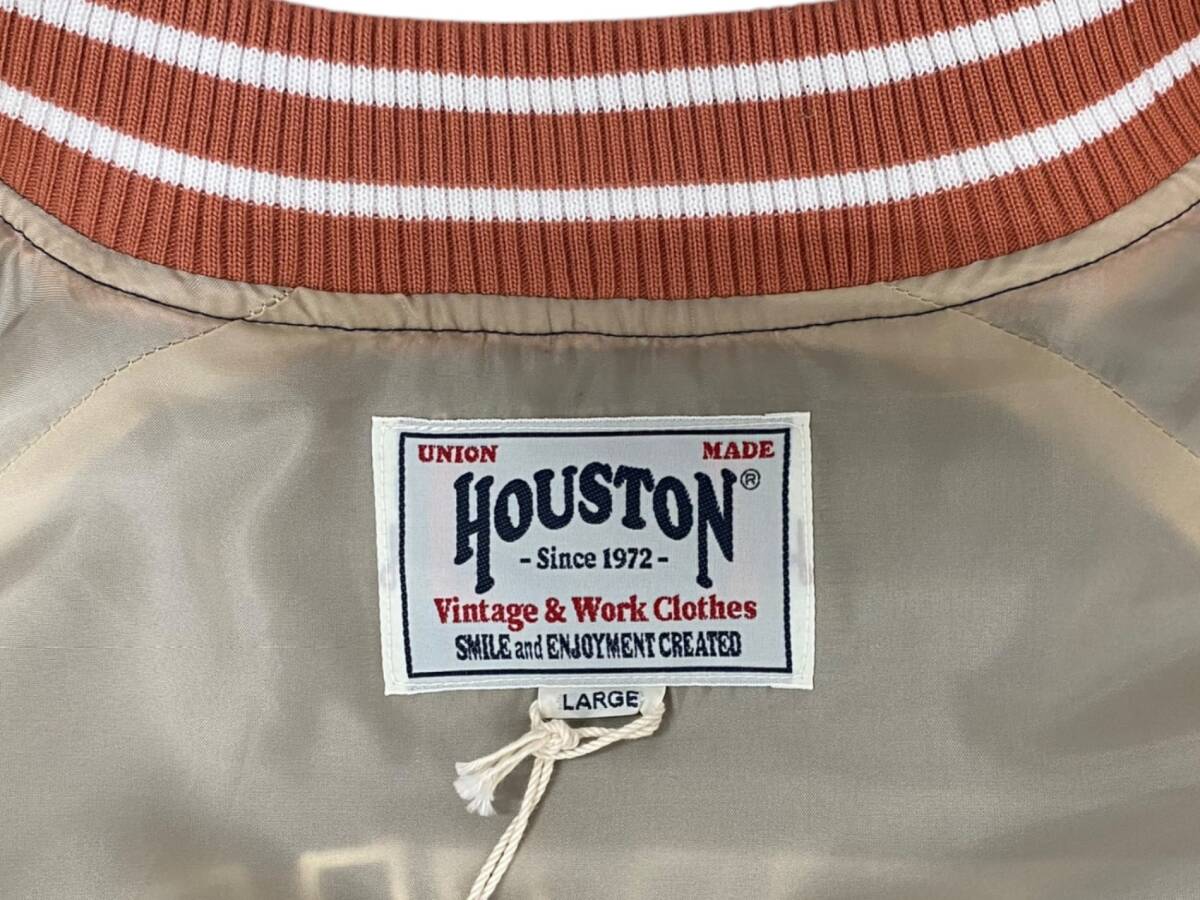 UNION MADE
HOUSTON®
- Since 1972 -
Vintage & Work Clothes
SMILE and ENJOYMENT CREATED
LARGE